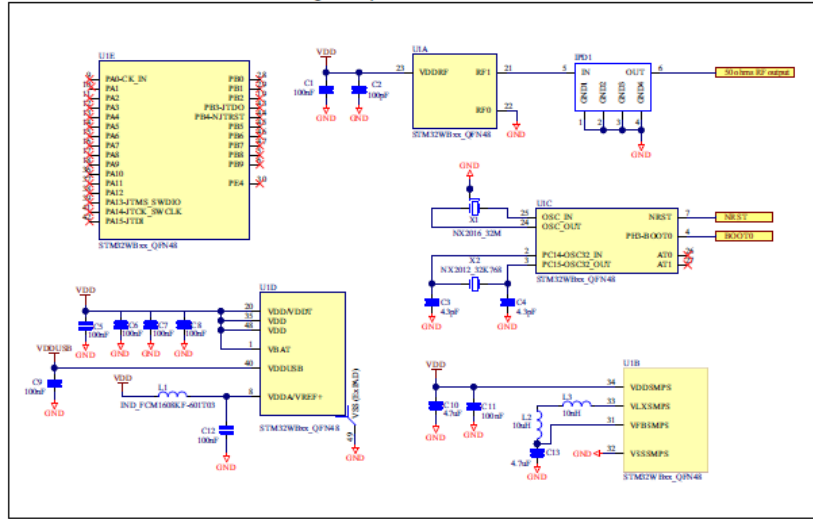 U1E
PA0-CK_IN
PA1
PA2
PA3
PA4
PA5
PA6
PA7
PA8
PA9
PA10
PA11
PA12
PA13-JTMS_SWDIO
PA14-JTCK_SWCLK
PA15-JTDI
PB0
PB1
PB2
PB3-JTDO
PB4-NJTRST
PB5
PB6
PB7
PB8
PB9
PE4
STM32WBxx_QFN48
VDD
C1
100nF
GND
C2
100pF
GND
U1A
23
VDDRF
RF1
21
RF0
22
GND
STM32WBxx_QFN48
IPD1
5
IN
OUT
6
GND1
GND2
GND3
GND4
1
2
3
4
GND
50 ohms RF output
GND
X1
NX2016_32M
U1C
25
OSC_IN
24
OSC_OUT
2
PC14-OSC32_IN
3
PC15-OSC32_OUT
NRST
7
NRST
PH3-BOOT0
4
BOOT0
AT0
AT1
STM32WBxx_QFN48
X2
NX2012_32K768
C3
4.3pF
GND
C4
4.3pF
GND
VDD
C5
100nF
GND
C6
100nF
GND
C7
100nF
GND
C8
100nF
GND
U1D
20
VDD/VDDT
35
VDD
48
VDD
1
VBAT
40
VDDUSB
8
VDDA/VREF+
VSS (ExPAD)
49
GND
STM32WBxx_QFN48
VDDUSB
C9
100nF
GND
VDD
L1
IND_FCM1608KF-601T03
C12
100nF
GND
VDD
C10
4.7uF
GND
C11
100nF
GND
U1B
34
VDDSMPS
33
VLXSMPS
31
VFBSMPS
32
VSSSMPS
GND
STM32WBxx_QFN48
L3
10nH
L2
10uH
C13
4.7uF
GND